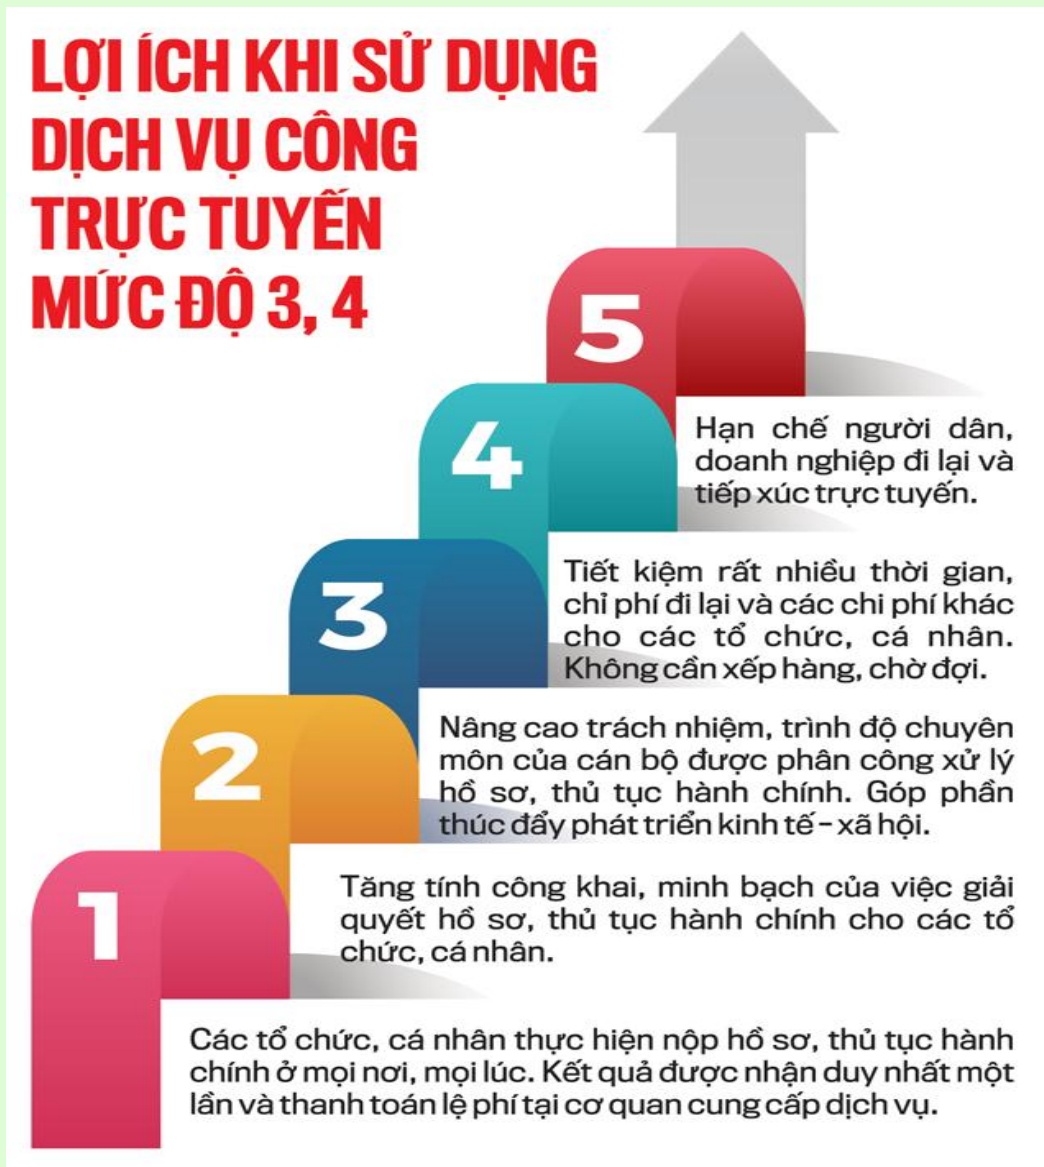 LỢI ÍCH KHI SỬ DỤNG
DỊCH VỤ CÔNG
TRỰC TUYẾN
MỨC ĐỘ 3, 4
5
Hạn chế người dân,
doanh nghiệp đi lại và
tiếp xúc trực tuyến.
4
Tiết kiệm rất nhiều thời gian,
chỉ phí đi lại và các chi phí khác
cho các tổ chức, cá nhân.
Không cần xếp hàng, chờ đợi.
3
Nâng cao trách nhiệm, trình độ chuyên
môn của cán bộ được phân công xử lý
hồ sơ, thủ tục hành chính. Góp phần
thúc đẩy phát triển kinh tế – xã hội.
2
Tăng tính công khai, minh bạch của việc giải
quyết hồ sơ, thủ tục hành chính cho các tổ
chức, cá nhân.
1
Các tổ chức, cá nhân thực hiện nộp hồ sơ, thủ tục hành
chính ở mọi nơi, mọi lúc. Kết quả được nhận duy nhất một
lần và thanh toán lệ phí tại cơ quan cung cấp dịch vụ.